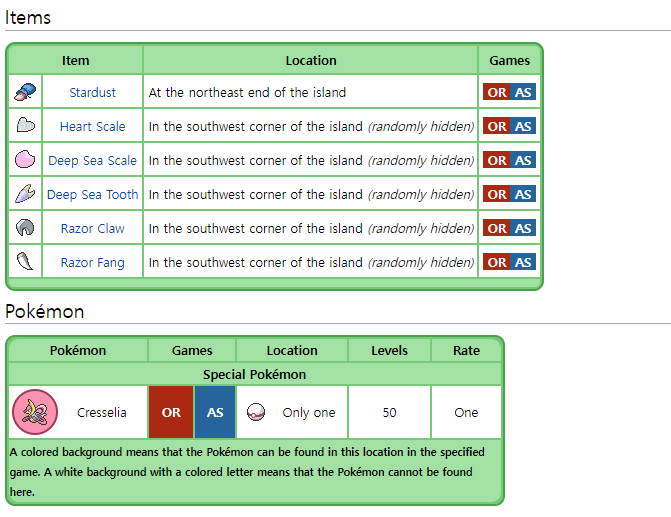 Items
Item Location Games
Stardust At the northeast end of the island OR AS
Heart Scale In the southwest corner of the island (randomly hidden) OR AS
Deep Sea Scale In the southwest corner of the island (randomly hidden) OR AS
Deep Sea Tooth In the southwest corner of the island (randomly hidden) OR AS
Razor Claw In the southwest corner of the island (randomly hidden) OR AS
Razor Fang In the southwest corner of the island (randomly hidden) OR AS
Pokémon
Pokémon Games Location Levels Rate
Special Pokémon
Cresselia OR AS Only one 50 One
A colored background means that the Pokémon can be found in this location in the specified
game. A white background with a colored letter means that the Pokémon cannot be found
here.